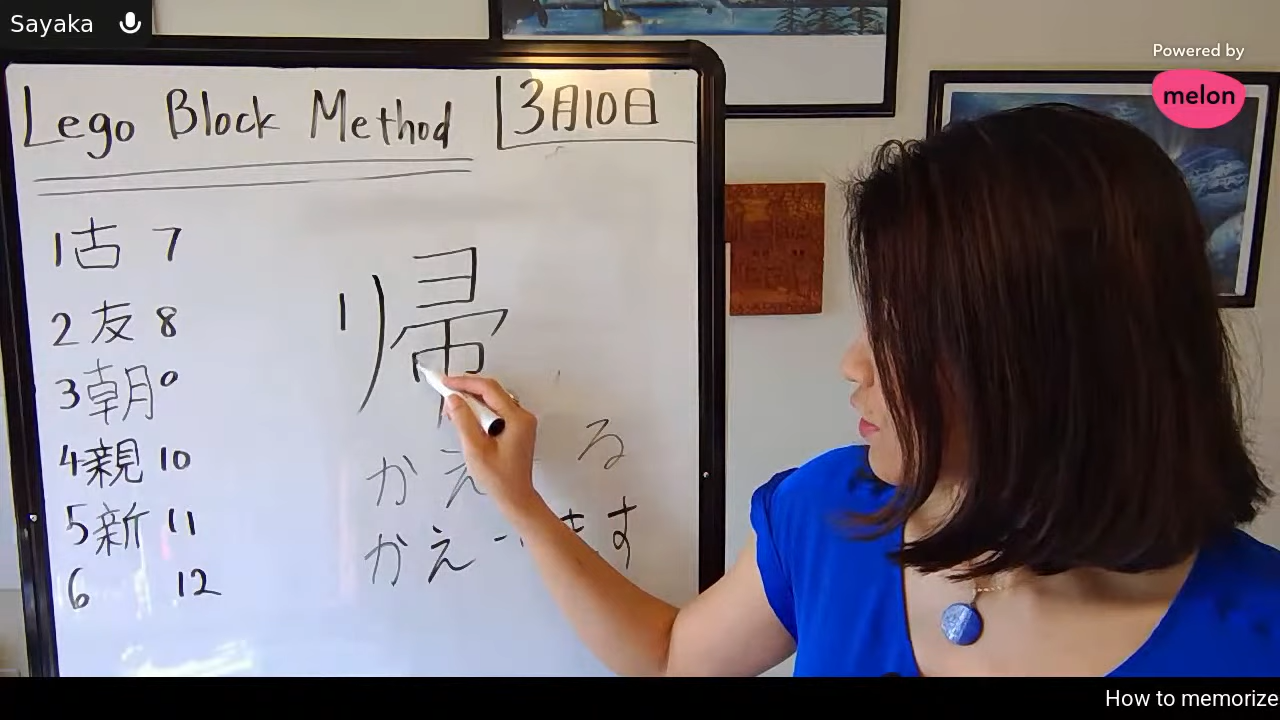 Sayaka
Powered by
melon
Lego Block Method
3月10日
1古 7
2友 8
3朝
4親 10
5新 11
6 12
帰
かえ る
かえ ます
How to memorize